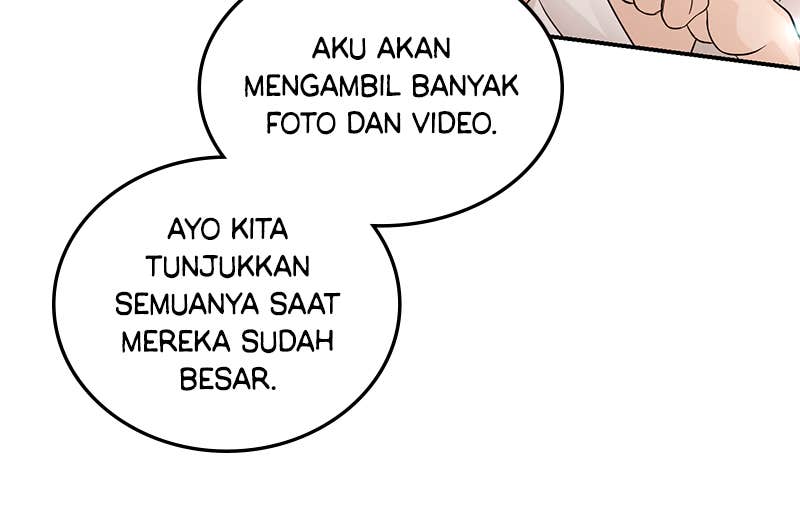 AKU AKAN
MENGAMBIL BANYAK
FOTO DAN VIDEO.
AYO KITA
TUNJUKKAN
SEMUANYA SAAT
MEREKA SUDAH
BESAR.